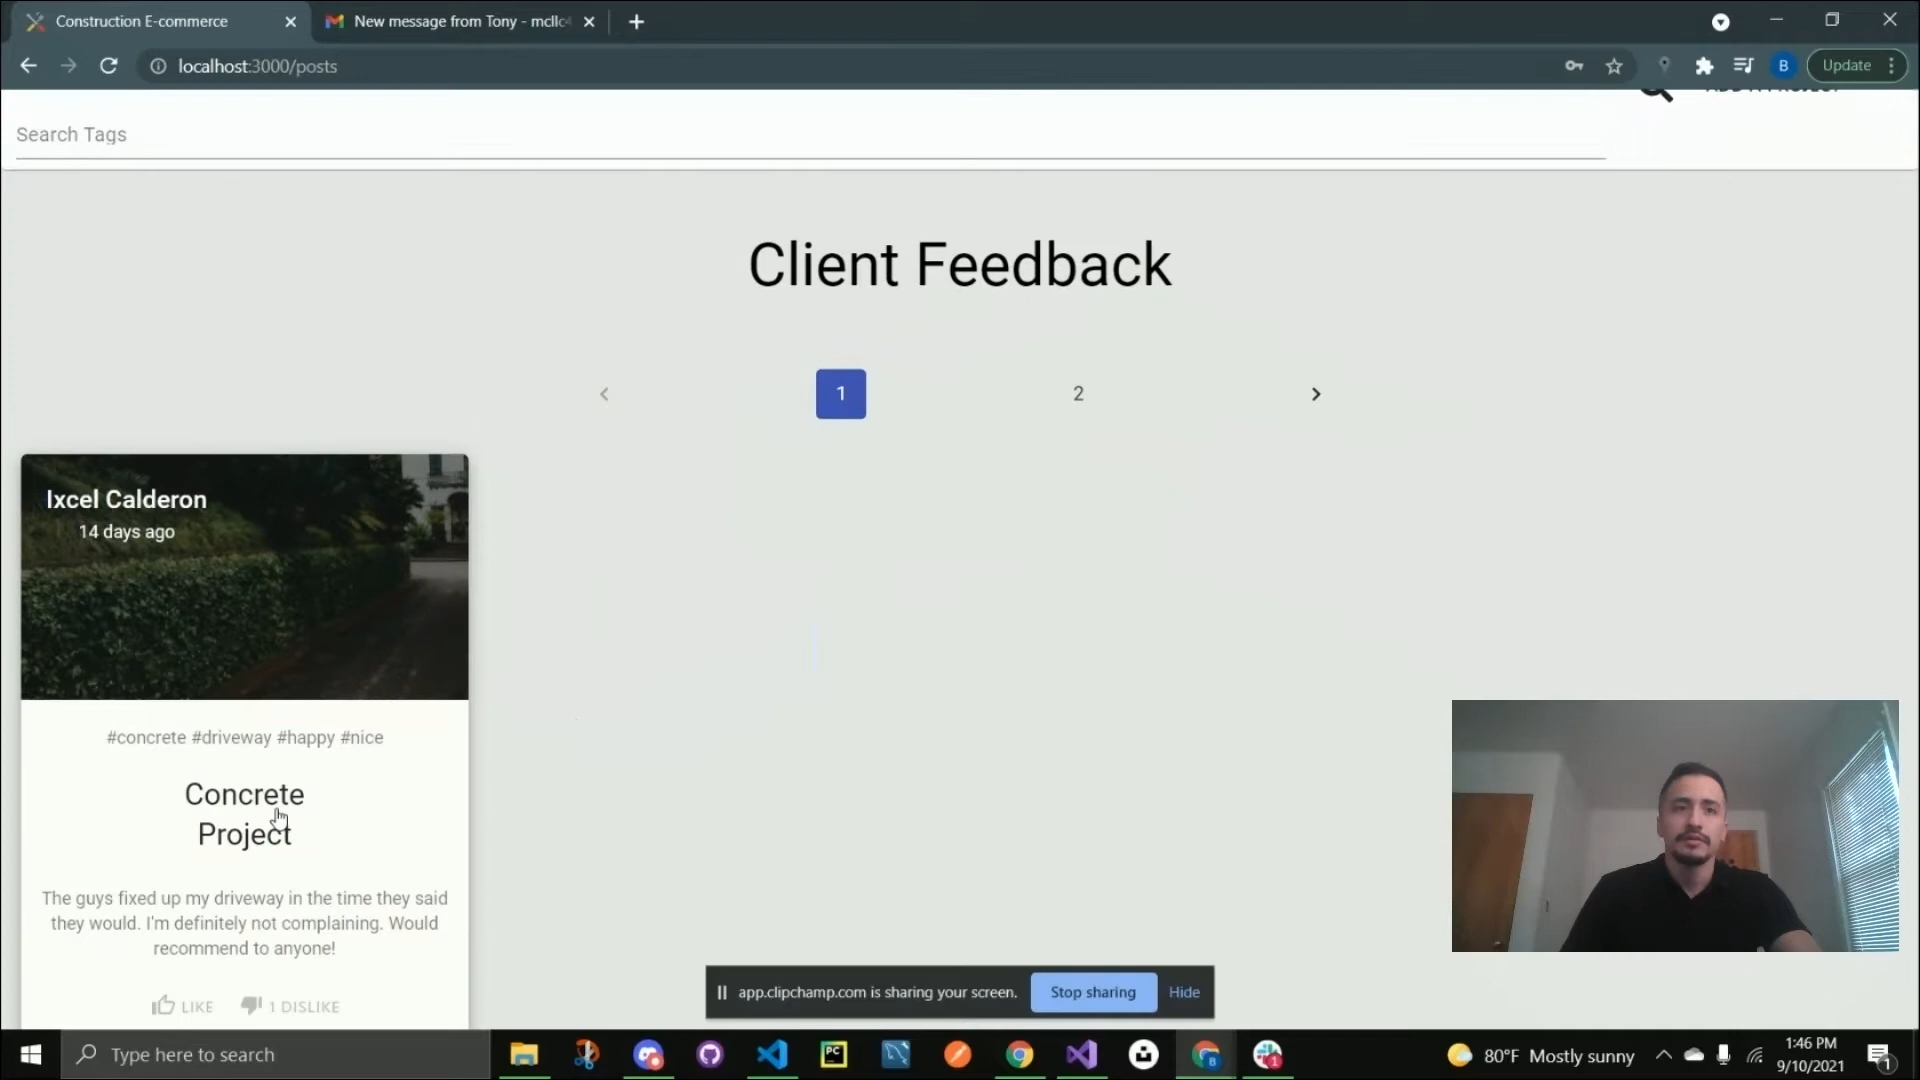 Construction E-commerce
New message from Tony - mcllc
localhost:3000/posts
B
Update
Search Tags
Client Feedback
1
2
Ixcel Calderon
14 days ago
#concrete #driveway #happy #nice
Concrete
Project
The guys fixed up my driveway in the time they said
they would. I'm definitely not complaining. Would
recommend to anyone!
LIKE
1 DISLIKE
app.clipchamp.com is sharing your screen.
Stop sharing
Hide
Type here to search
PC
B
1
80°F Mostly sunny
1:46 PM
9/10/2021
1